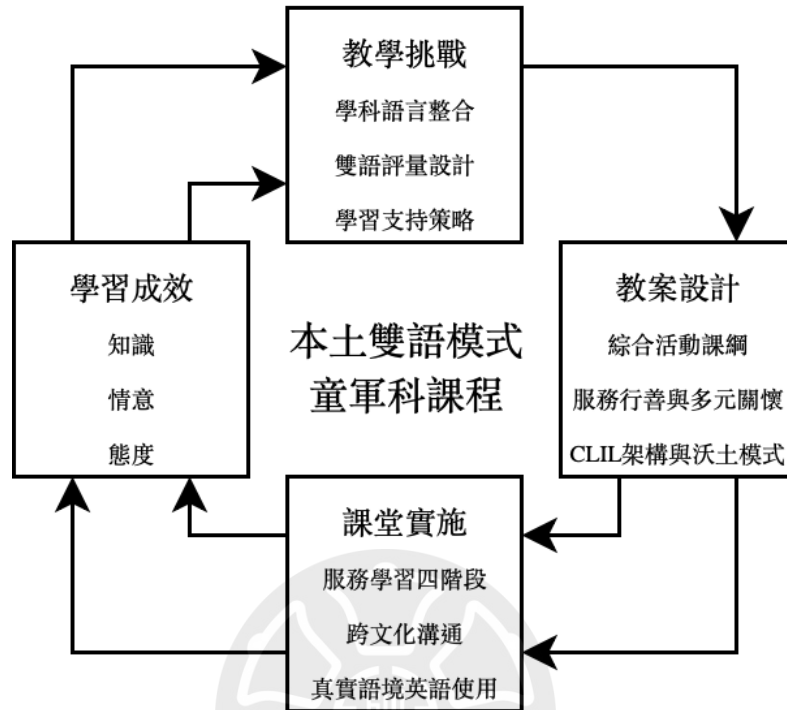 教學挑戰
學科語言整合
雙語評量設計
學習支持策略
學習成效
知識
情意
態度
本土雙語模式
童軍科課程
教案設計
綜合活動課綱
服務行善與多元關懷
CLIL架構與沃土模式
課堂實施
服務學習四階段
跨文化溝通
真實語境英語使用